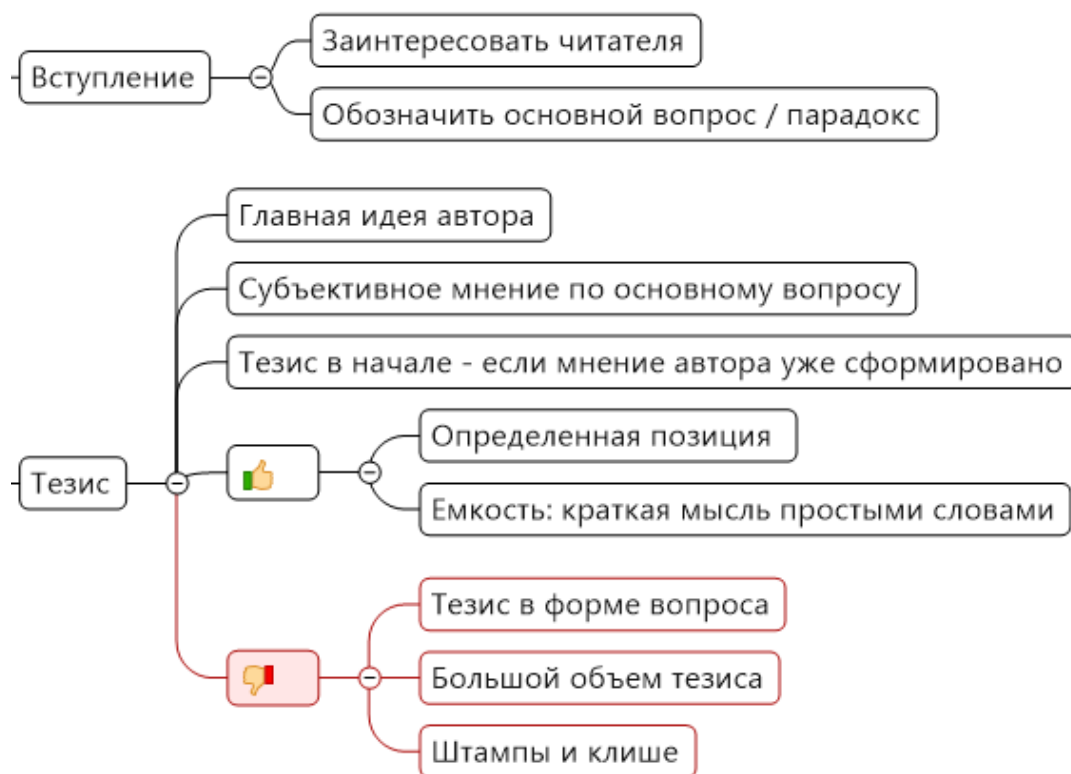 Заинтересовать читателя
Вступление
Обозначить основной вопрос / парадокс
Главная идея автора
Субъективное мнение по основному вопросу
Тезис в начале - если мнение автора уже сформировано
Определенная позиция
Тезис
Емкость: краткая мысль простыми словами
Тезис в форме вопроса
Большой объем тезиса
Штампы и клише